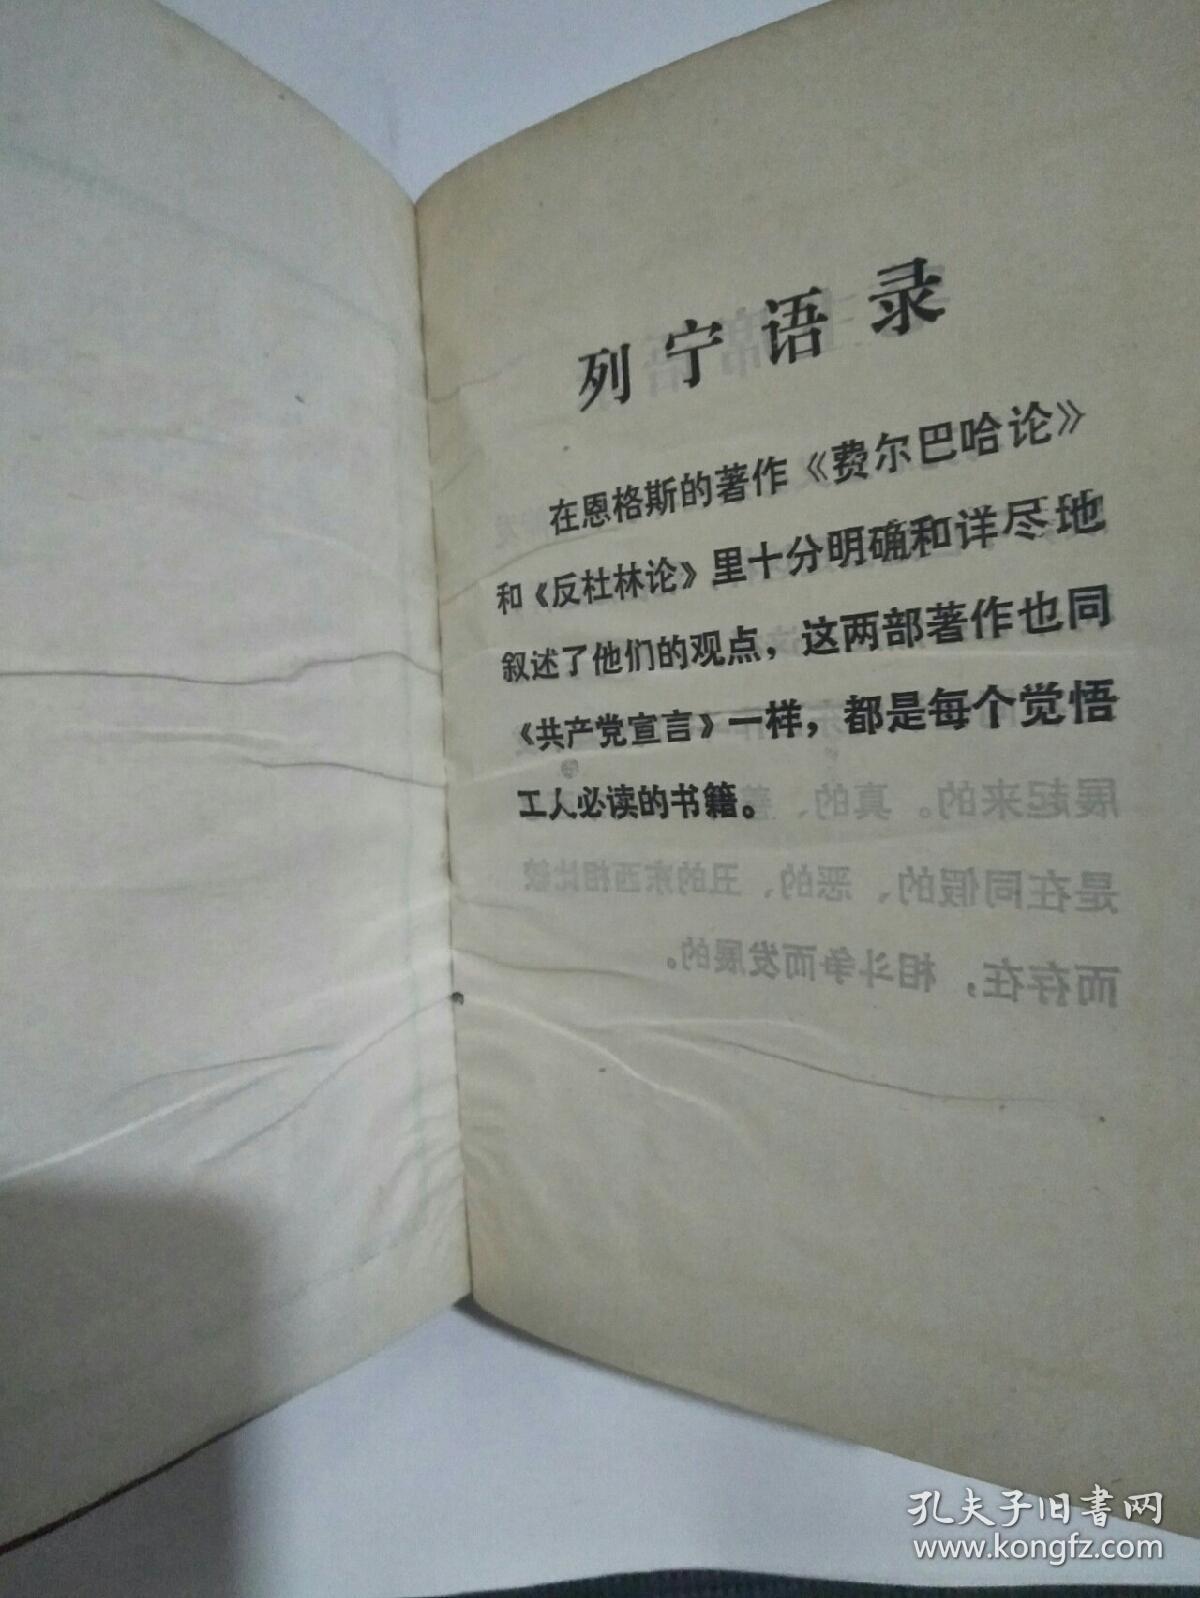 列宁语录
在恩格斯的著作《费尔巴哈论》
和《反杜林论》里十分明确和详尽地
叙述了他们的观点，这两部著作也同
《共产党宣言》一样，都是每个觉悟
工人必读的书籍。
展起来的。真的、善
是在同假的、恶的、丑的东西相比较
而存在，相斗争而发展的。
孔夫子旧书网
www.kongfz.com